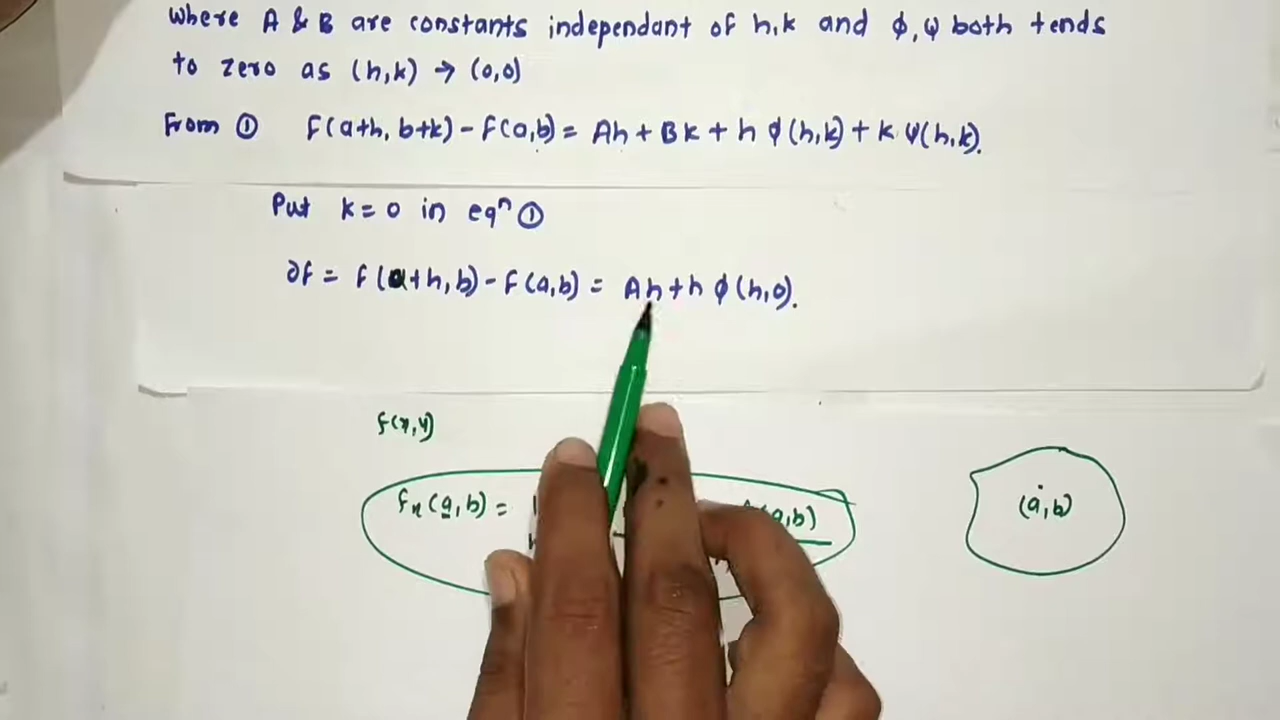 where A & B are constants independant of h,k and ϕ,ψ both tends
to zero as (h,k) → (0,0)
From ① f(a+h, b+k) - f(a,b) = Ah + Bk + h ϕ(h,k) + k ψ(h,k).
Put k = 0 in eqⁿ ①
∂f = f(a+h, b) - f(a,b) = Ah + h ϕ(h,0).
f(x,y)
fx(a,b) = (a,b)
(a,b)